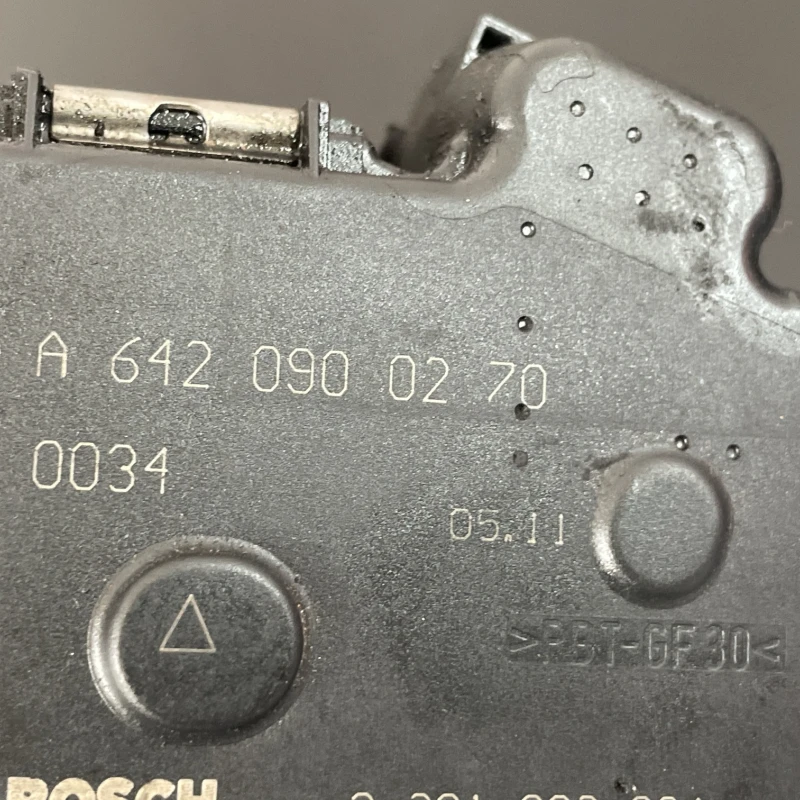 A 642 090 02 70
0034
05.11
>PBT-GF30<
BOSCH